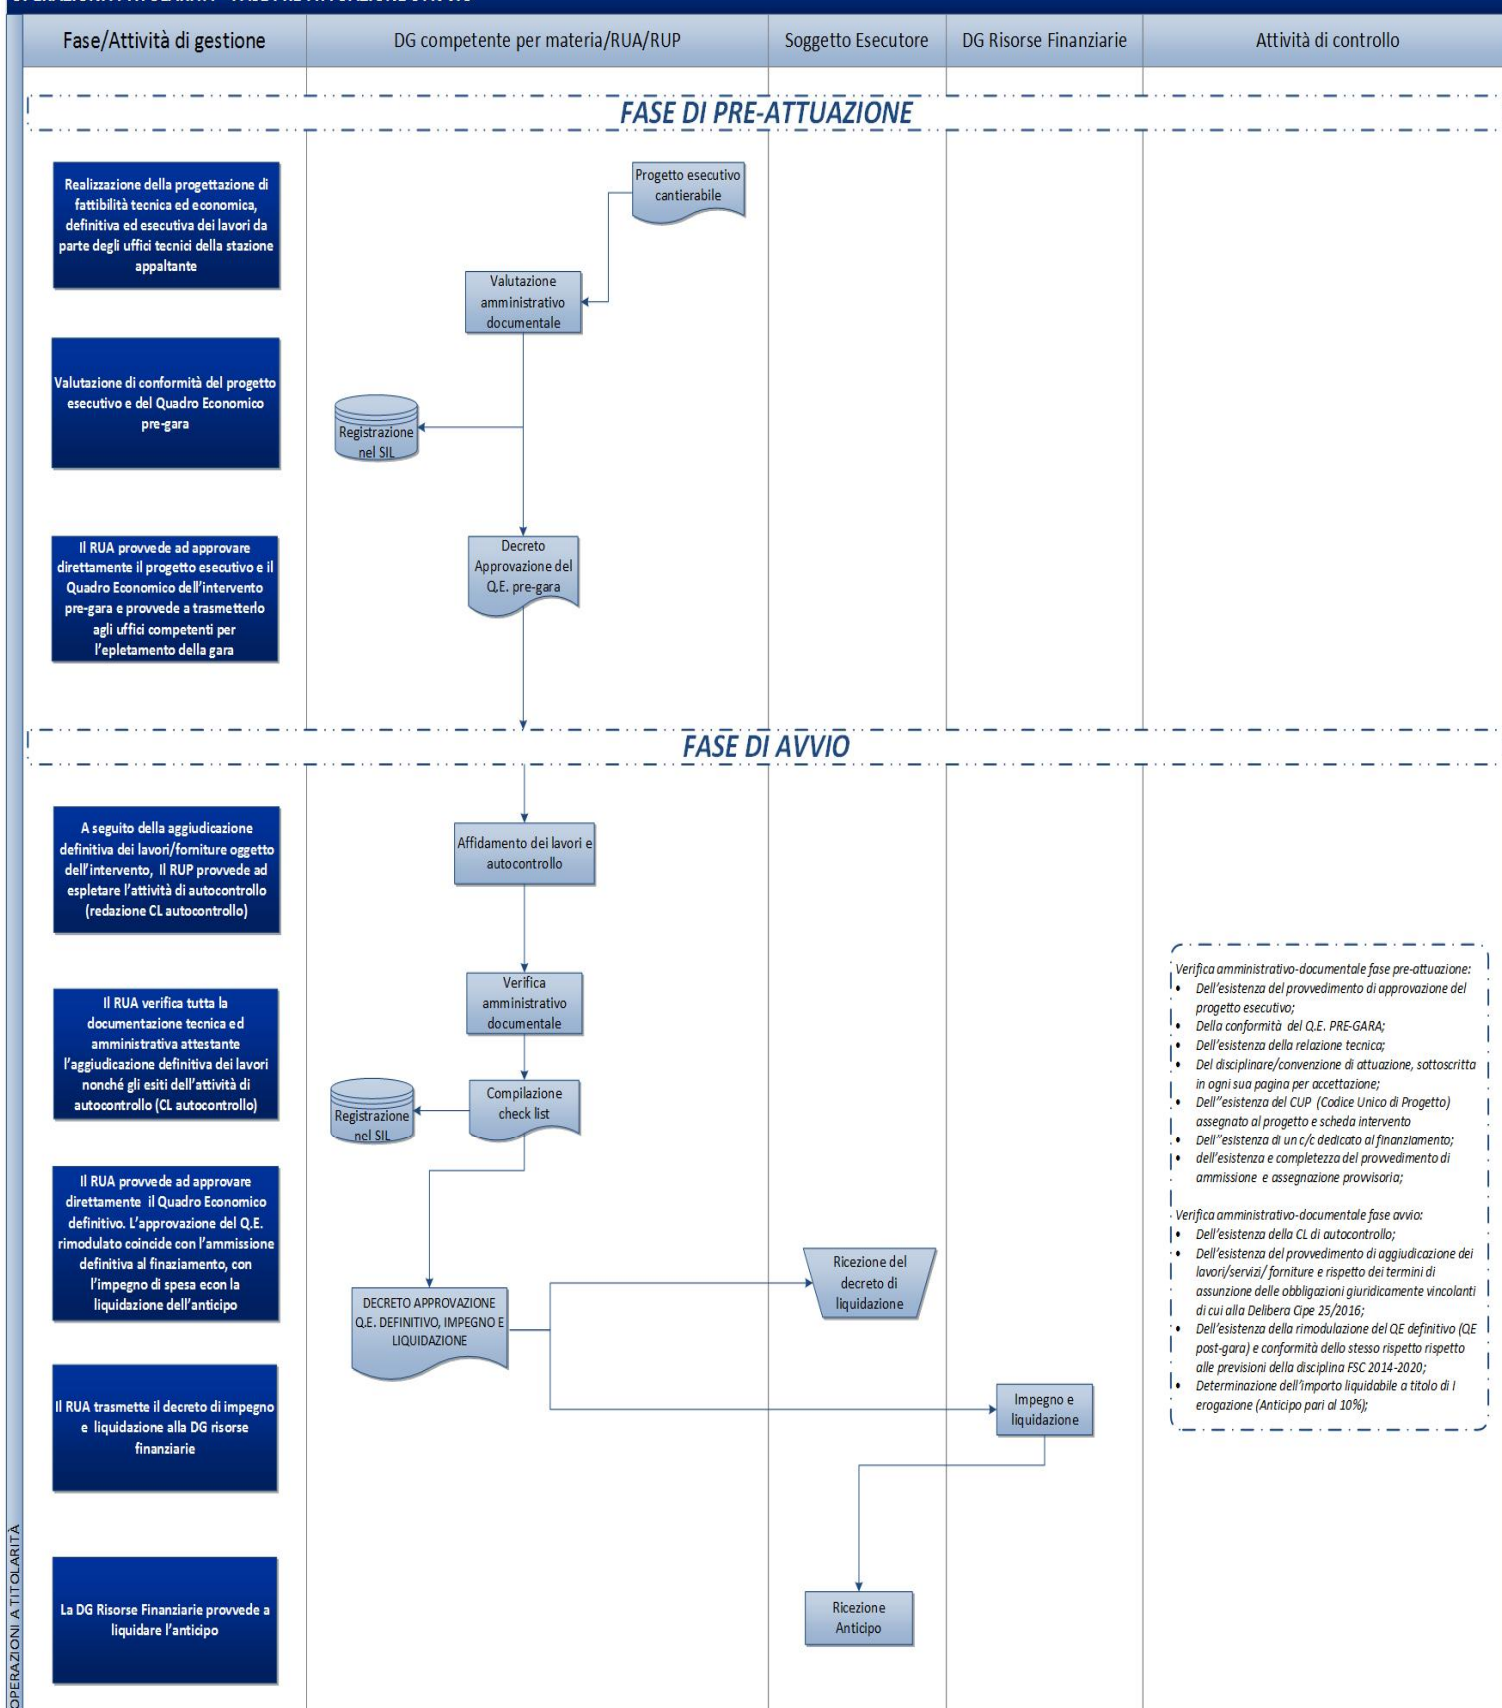 Fase/Attività di gestione
DG competente per materia/RUA/RUP
Soggetto Esecutore
DG Risorse Finanziarie
Attività di controllo
FASE DI PRE-ATTUAZIONE
Realizzazione della progettazione di
fattibilità tecnica ed economica,
definitiva ed esecutiva dei lavori da
parte degli uffici tecnici della stazione
appaltante
Progetto esecutivo
cantierabile
Valutazione
amministrativo
documentale
Valutazione di conformità del progetto
esecutivo e del Quadro Economico
pre-gara
Registrazione
nel SIL
Il RUA provvede ad approvare
direttamente il progetto esecutivo e il
Quadro Economico dell'intervento
pre-gara e provvede a trasmetterlo
agli uffici competenti per
l'epletamento della gara
Decreto
Approvazione del
Q.E. pre-gara
FASE DI AVVIO
A seguito della aggiudicazione
definitiva dei lavori/forniture oggetto
dell'intervento, Il RUP provvede ad
espletare l'attività di autocontrollo
(redazione CL autocontrollo)
Affidamento dei lavori e
autocontrollo
Il RUA verifica tutta la
documentazione tecnica ed
amministrativa attestante
l'aggiudicazione definitiva dei lavori
nonché gli esiti dell'attività di
autocontrollo (CL autocontrollo)
Verifica
amministrativo
documentale
Compilazione
check list
Registrazione
nel SIL
Il RUA provvede ad approvare
direttamente il Quadro Economico
definitivo. L'approvazione del Q.E.
rimodulato coincide con l'ammissione
definitiva al finaziamento, con
l'impegno di spesa econ la
liquidazione dell'anticipo
DECRETO APPROVAZIONE
Q.E. DEFINITIVO, IMPEGNO E
LIQUIDAZIONE
Ricezione del
decreto di
liquidazione
Il RUA trasmette il decreto di impegno
e liquidazione alla DG risorse
finanziarie
Impegno e
liquidazione
La DG Risorse Finanziarie provvede a
liquidare l'anticipo
Ricezione
Anticipo
Verifica amministrativo-documentale fase pre-attuazione:
• Dell'esistenza del provvedimento di approvazione del
progetto esecutivo;
• Della conformità del Q.E. PRE-GARA;
• Dell'esistenza della relazione tecnica;
• Del disciplinare/convenzione di attuazione, sottoscritta
in ogni sua pagina per accettazione;
• Dell''esistenza del CUP (Codice Unico di Progetto)
assegnato al progetto e scheda intervento
• Dell''esistenza di un c/c dedicato al finanziamento;
• dell'esistenza e completezza del provvedimento di
ammissione e assegnazione provvisoria;
Verifica amministrativo-documentale fase avvio:
• Dell'esistenza della CL di autocontrollo;
• Dell'esistenza del provvedimento di aggiudicazione dei
lavori/servizi/ forniture e rispetto dei termini di
assunzione delle obbligazioni giuridicamente vincolanti
di cui alla Delibera Cipe 25/2016;
• Dell'esistenza della rimodulazione del QE definitivo (QE
post-gara) e conformità dello stesso rispetto rispetto
alle previsioni della disciplina FSC 2014-2020;
• Determinazione dell'importo liquidabile a titolo di I
erogazione (Anticipo pari al 10%);
OPERAZIONI A TITOLARITÀ